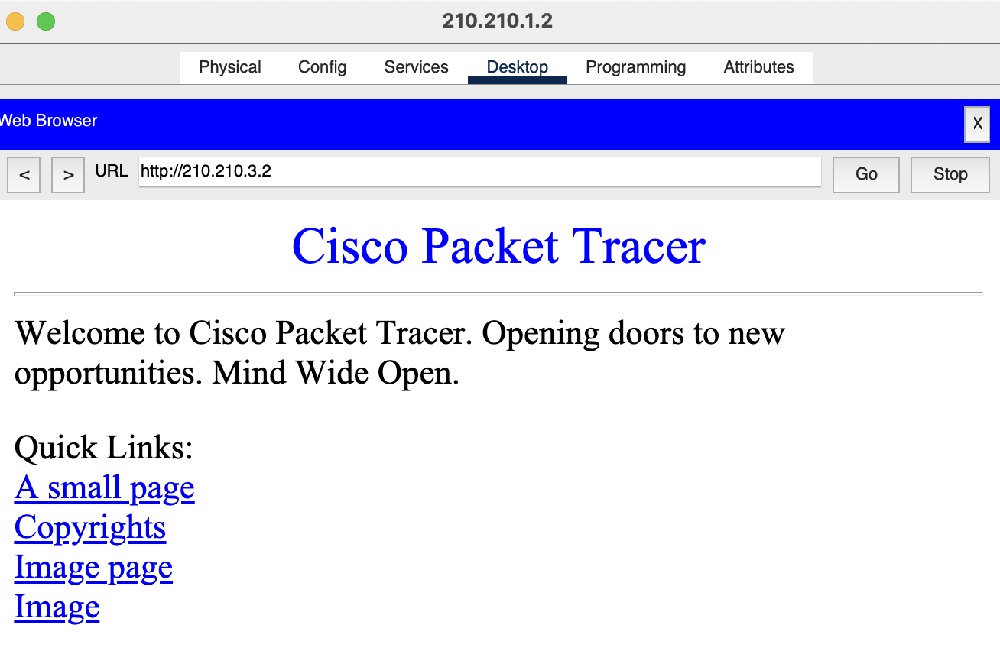 210.210.1.2
Physical Config Services Desktop Programming Attributes
Web Browser X
< > URL http://210.210.3.2 Go Stop
Cisco Packet Tracer
Welcome to Cisco Packet Tracer. Opening doors to new
opportunities. Mind Wide Open.
Quick Links:
A small page
Copyrights
Image page
Image